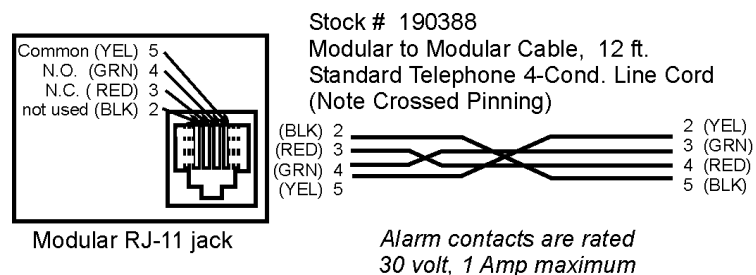 Stock # 190388
Modular to Modular Cable, 12 ft.
Standard Telephone 4-Cond. Line Cord
(Note Crossed Pinning)
Common (YEL) 5
N.O. (GRN) 4
N.C. ( RED) 3
not used (BLK) 2
Modular RJ-11 jack
(BLK) 2
(RED) 3
(GRN) 4
(YEL) 5
2 (YEL)
3 (GRN)
4 (RED)
5 (BLK)
Alarm contacts are rated
30 volt, 1 Amp maximum